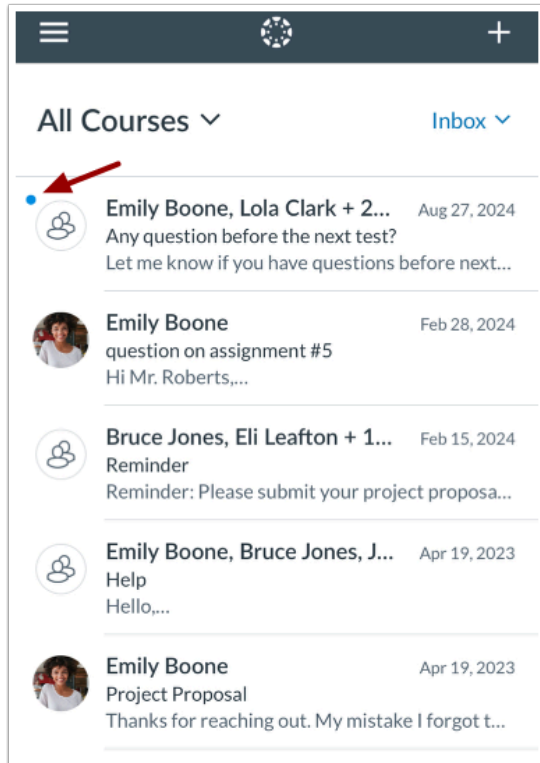 All Courses
Inbox
Emily Boone, Lola Clark + 2... Aug 27, 2024
Any question before the next test?
Let me know if you have questions before next...
Emily Boone Feb 28, 2024
question on assignment #5
Hi Mr. Roberts,...
Bruce Jones, Eli Leafton + 1... Feb 15, 2024
Reminder
Reminder: Please submit your project proposa...
Emily Boone, Bruce Jones, J... Apr 19, 2023
Help
Hello,...
Emily Boone Apr 19, 2023
Project Proposal
Thanks for reaching out. My mistake I forgot t...